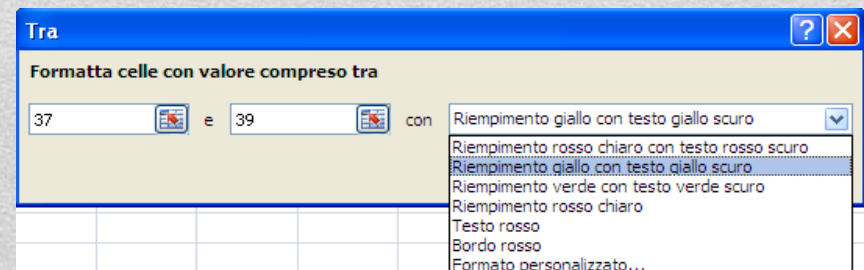 Tra
Formatta celle con valore compreso tra
37 e 39 con Riempimento giallo con testo giallo scuro
Riempimento rosso chiaro con testo rosso scuro
Riempimento giallo con testo giallo scuro
Riempimento verde con testo verde scuro
Riempimento rosso chiaro
Testo rosso
Bordo rosso
Formato personalizzato...